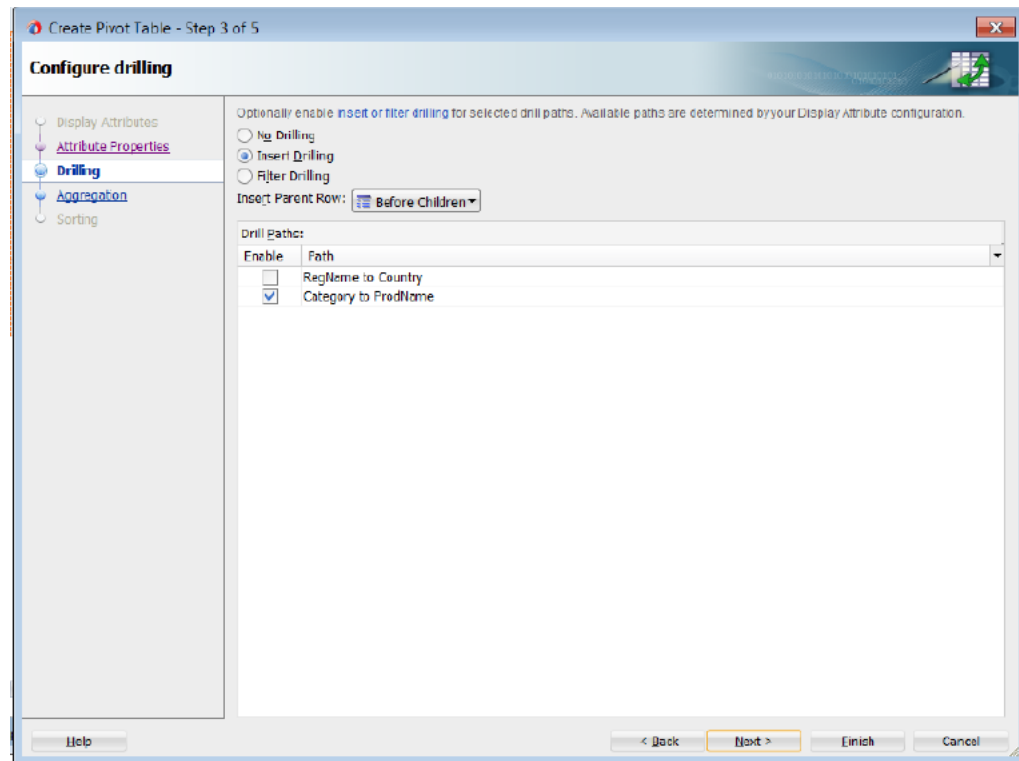 Create Pivot Table - Step 3 of 5
Configure drilling
Display Attributes
Attribute Properties
Drilling
Aggregation
Sorting
Optionally enable insert or filter drilling for selected drill paths. Available paths are determined by your Display Attribute configuration.
No Drilling
Insert Drilling
Filter Drilling
Insert Parent Row: Before Children
Drill Paths:
Enable Path
RegName to Country
Category to ProdName
Help < Back Next > Finish Cancel